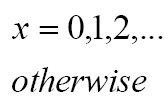 x = 0,1,2,...
otherwise